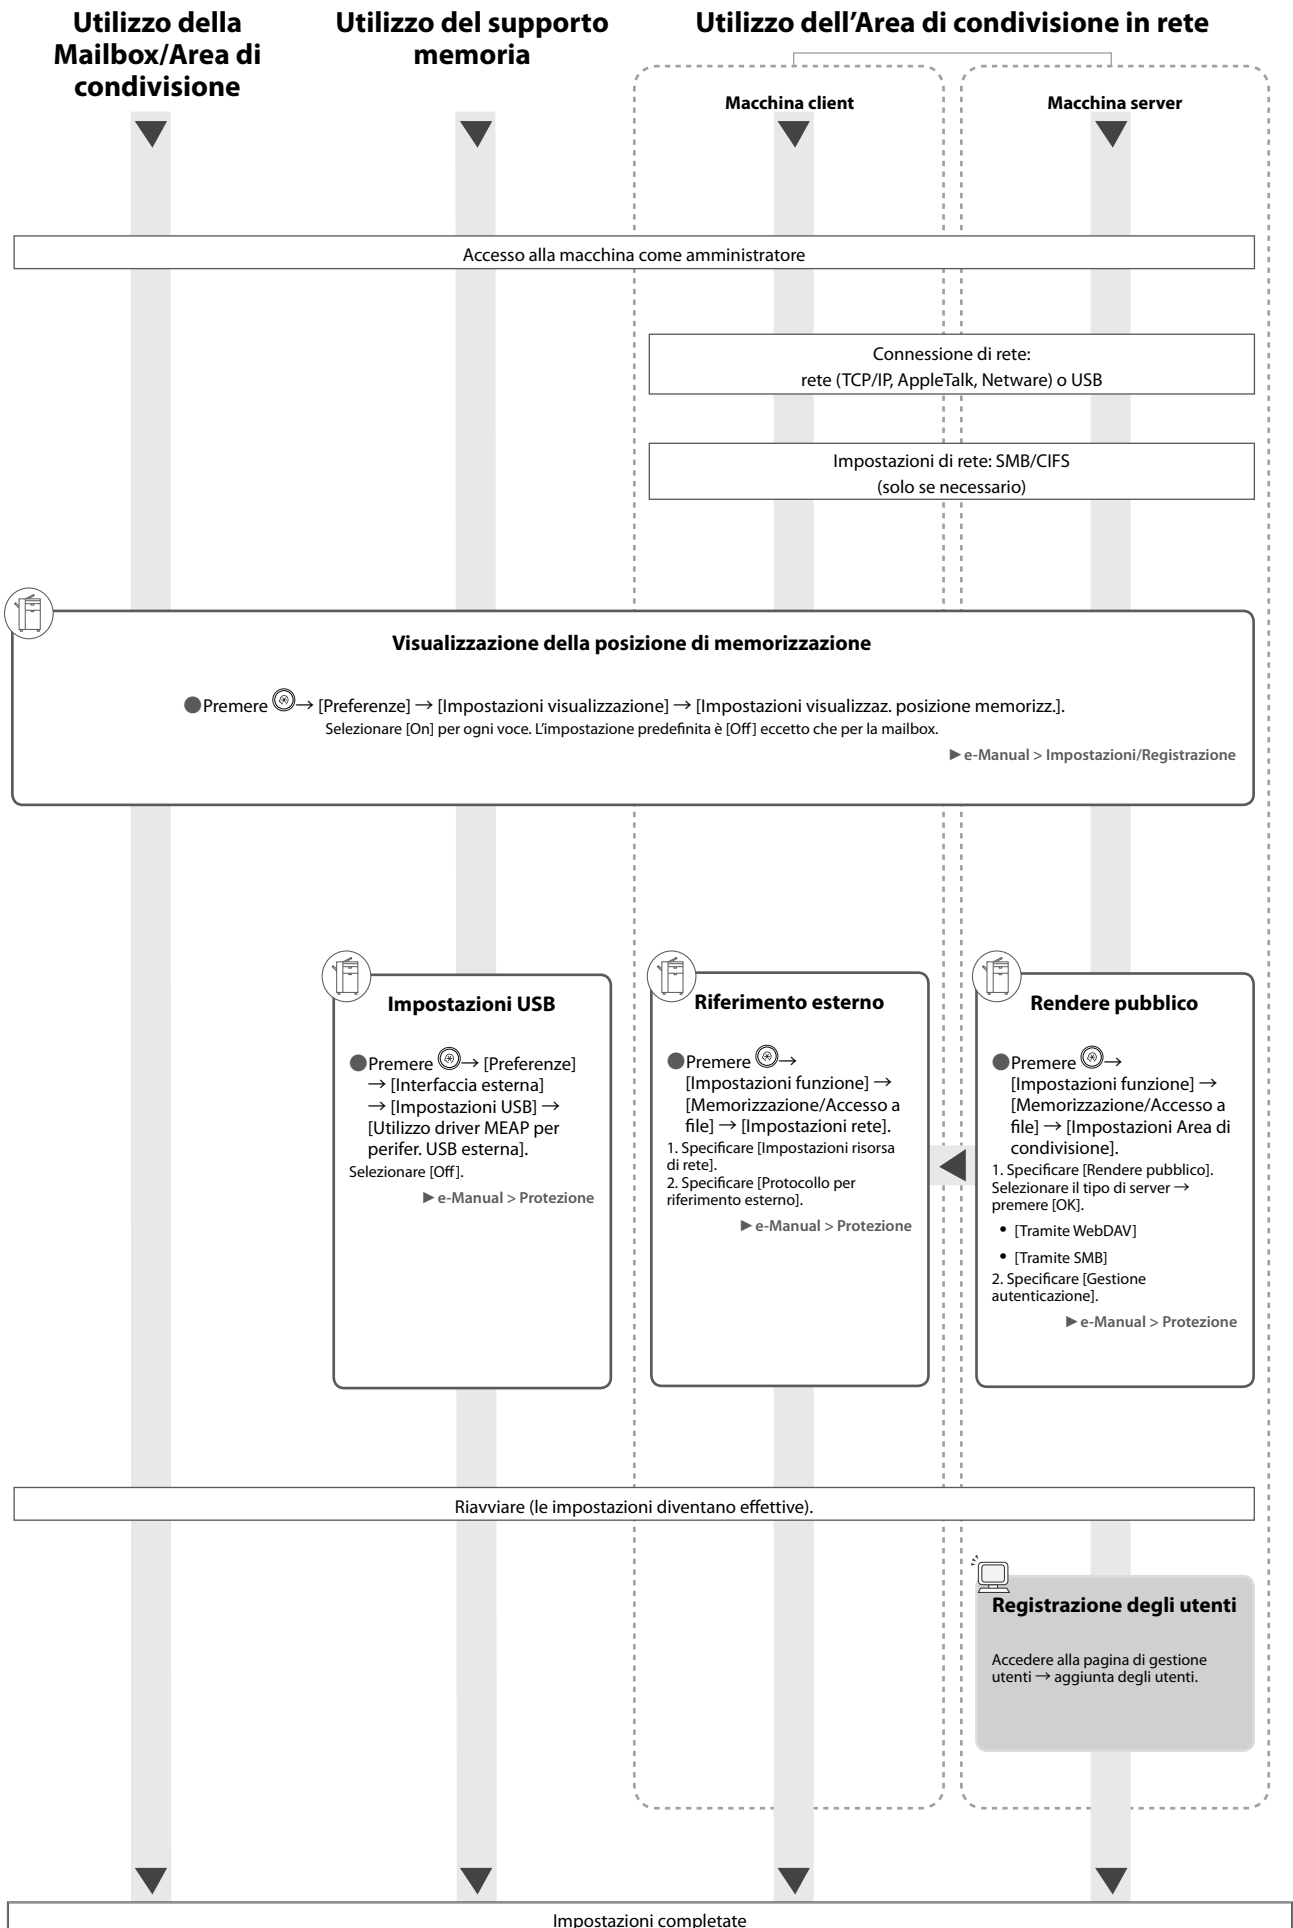 Utilizzo della
Mailbox/Area di
condivisione
Utilizzo del supporto
memoria
Utilizzo dell'Area di condivisione in rete
Macchina client
Macchina server
Accesso alla macchina come amministratore
Connessione di rete:
rete (TCP/IP, AppleTalk, Netware) o USB
Impostazioni di rete: SMB/CIFS
(solo se necessario)
Visualizzazione della posizione di memorizzazione
●Premere → [Preferenze] → [Impostazioni visualizzazione] → [Impostazioni visualizzaz. posizione memorizz.].
Selezionare [On] per ogni voce. L'impostazione predefinita è [Off] eccetto che per la mailbox.
►e-Manual > Impostazioni/Registrazione
Impostazioni USB
●Premere → [Preferenze]
→ [Interfaccia esterna]
→ [Impostazioni USB] →
[Utilizzo driver MEAP per
perifer. USB esterna].
Selezionare [Off].
►e-Manual > Protezione
Riferimento esterno
●Premere →
[Impostazioni funzione] →
[Memorizzazione/Accesso a
file] → [Impostazioni rete].
1. Specificare [Impostazioni risorsa
di rete].
2. Specificare [Protocollo per
riferimento esterno].
►e-Manual > Protezione
Rendere pubblico
●Premere →
[Impostazioni funzione] →
[Memorizzazione/Accesso a
file] → [Impostazioni Area di
condivisione].
1. Specificare [Rendere pubblico].
Selezionare il tipo di server →
premere [OK].
• [Tramite WebDAV]
• [Tramite SMB]
2. Specificare [Gestione
autenticazione].
►e-Manual > Protezione
Riavviare (le impostazioni diventano effettive).
Registrazione degli utenti
Accedere alla pagina di gestione
utenti → aggiunta degli utenti.
Impostazioni completate